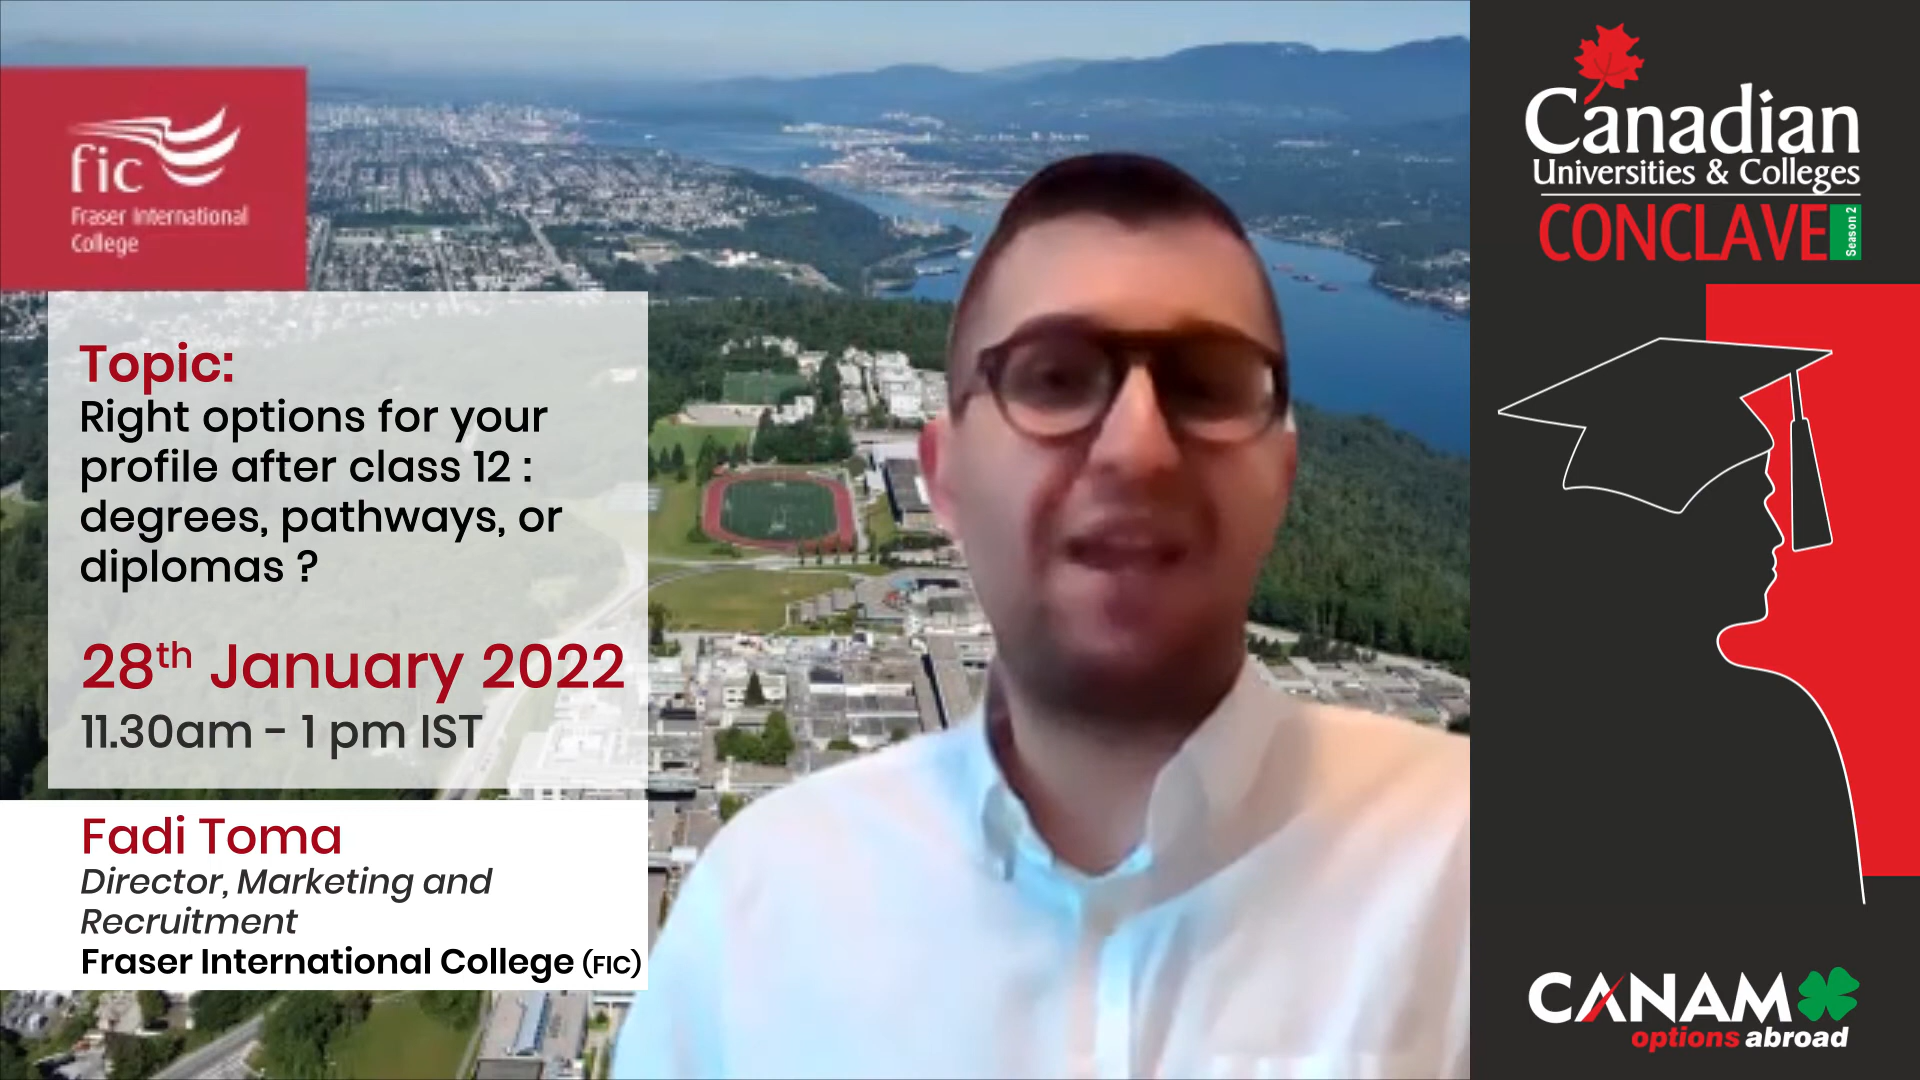 fic
Fraser International
College
Topic:
Right options for your
profile after class 12 :
degrees, pathways, or
diplomas ?
28th January 2022
11.30am - 1 pm IST
Fadi Toma
Director, Marketing and
Recruitment
Fraser International College (FIC)
Canadian
Universities & Colleges
CONCLAVE Season 2
CANAM
options abroad